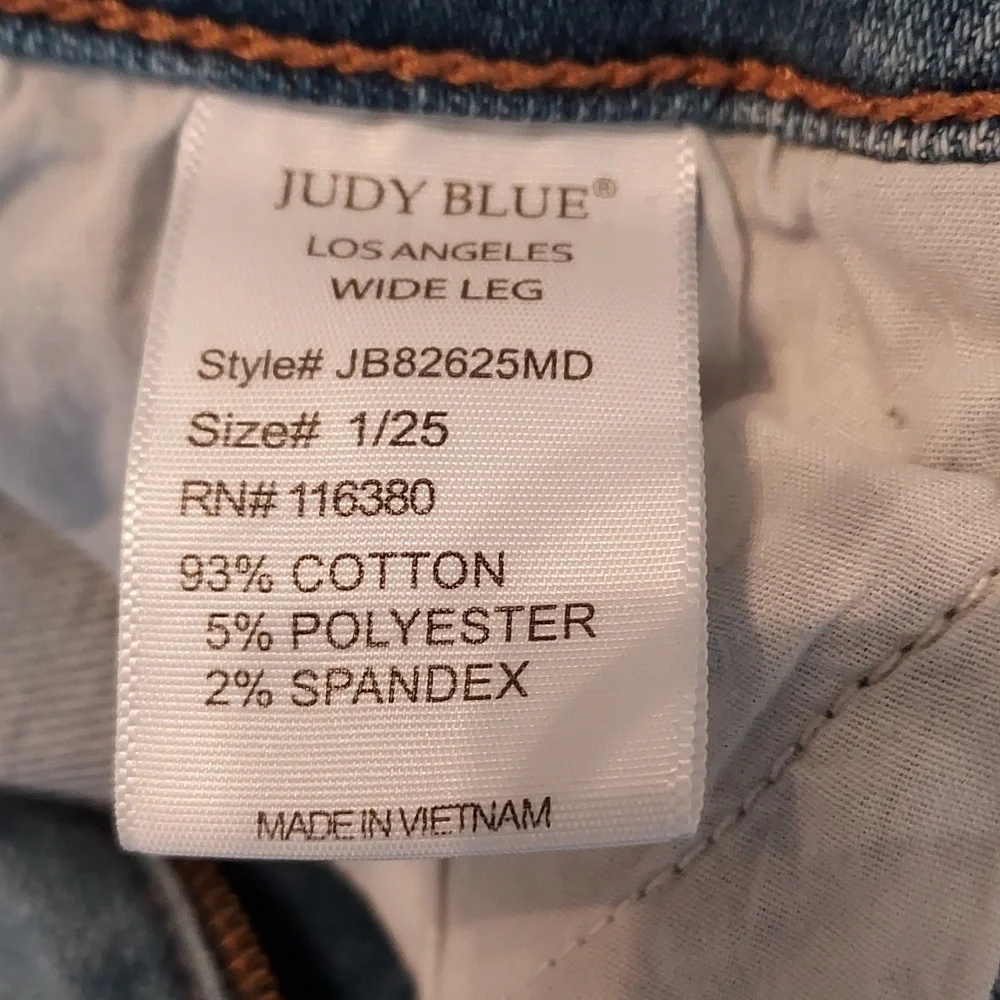 JUDY BLUE®
LOS ANGELES
WIDE LEG
Style# JB82625MD
Size# 1/25
RN# 116380
93% COTTON
5% POLYESTER
2% SPANDEX
MADE IN VIETNAM